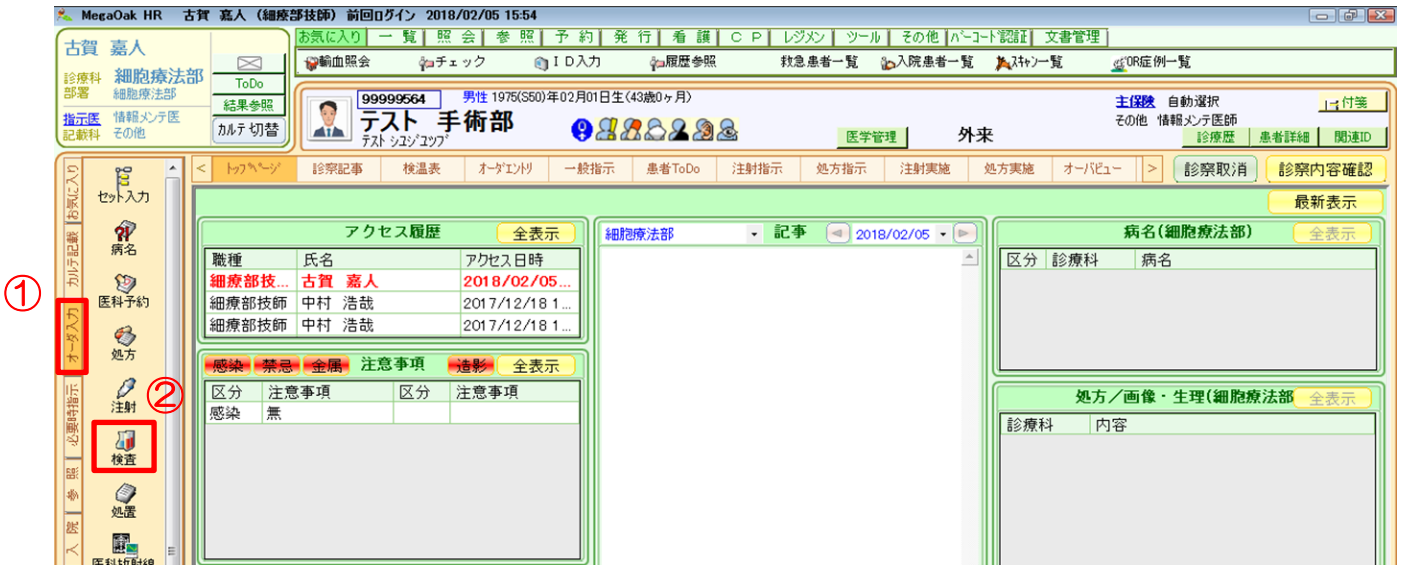 MegaOak HR 古賀 嘉人 (細療部技師) 前回ログイン 2018/02/05 15:54
お気に入り 一 覧 照 会 参 照 予 約 発 行 看 護 C P レジメン ツール その他 バーコード認証 文書管理
古賀 嘉人
輸血照会 チェック ID入力 履歴参照 救急患者一覧 入院患者一覧 スキャン一覧 OR症例一覧
診療科 細胞療法部
部署 細胞療法部
指示医 情報メンテ医
記載科 その他
ToDo
結果参照
カルテ切替
99999564 男性 1975(S50)年02月01日生(43歳0ヶ月)
テスト 手術部
テスト シユジユツブ
医学管理 外来
主保険 自動選択
その他 情報メンテ医師
付箋
診療歴 患者詳細 関連ID
< トップページ 診察記事 検温表 オーダエントリ 一般指示 患者ToDo 注射指示 処方指示 注射実施 処方実施 オーバビュー >
診察取消 診察内容確認
最新表示
お気に入り
カルテ記載
①
オーダ入力
必要時指示
参 照
入 院
セット入力
病名
医科予約
処方
注射
②
検査
処置
医科放射線
アクセス履歴 全表示
職種 氏名 アクセス日時
細療部技... 古賀 嘉人 2018/02/05...
細療部技師 中村 浩哉 2017/12/18 1...
細療部技師 中村 浩哉 2017/12/18 1...
感染 禁忌 金属 注意事項 造影 全表示
区分 注意事項 区分 注意事項
感染 無
細胞療法部 記事 2018/02/05
病名(細胞療法部) 全表示
区分 診療科 病名
処方/画像・生理(細胞療法部 全表示
診療科 内容